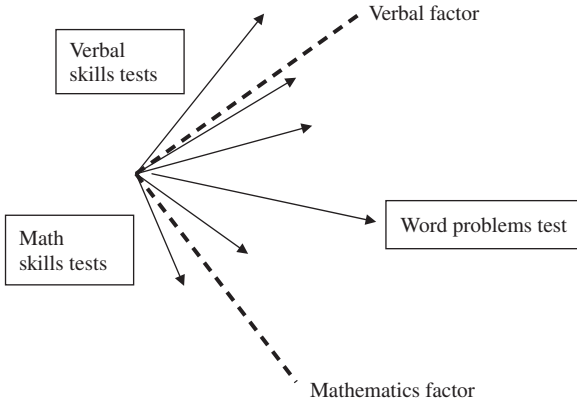 Verbal factor
Verbal
skills tests
Word problems test
Math
skills tests
Mathematics factor